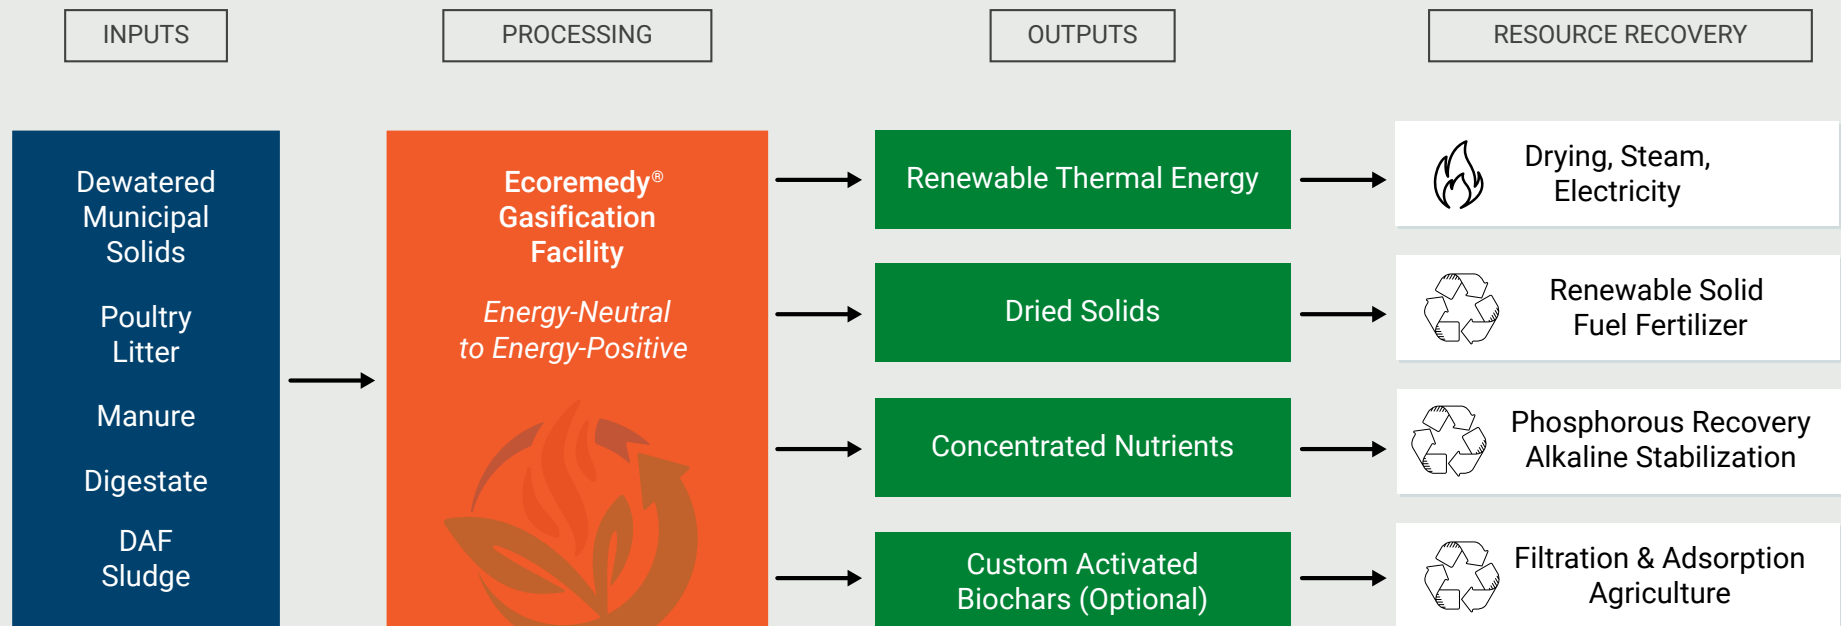 INPUTS
PROCESSING
OUTPUTS
RESOURCE RECOVERY
Dewatered
Municipal
Solids
Poultry
Litter
Manure
Digestate
DAF
Sludge
Ecoremedy®
Gasification
Facility
Energy-Neutral
to Energy-Positive
Renewable Thermal Energy
Dried Solids
Concentrated Nutrients
Custom Activated
Biochars (Optional)
Drying, Steam,
Electricity
Renewable Solid
Fuel Fertilizer
Phosphorous Recovery
Alkaline Stabilization
Filtration & Adsorption
Agriculture